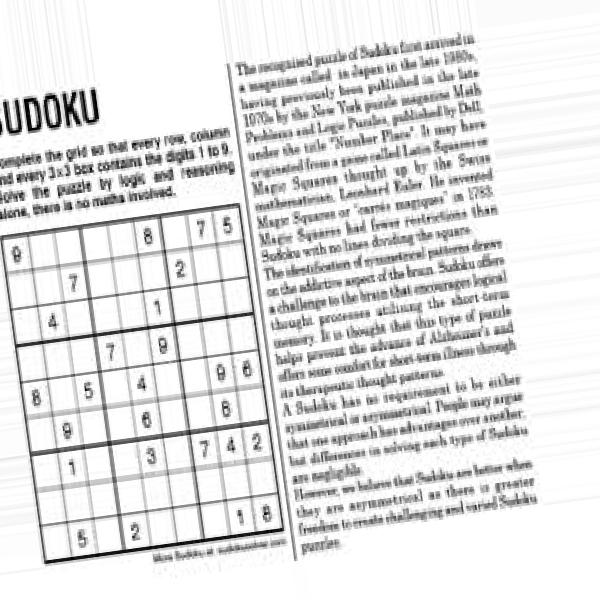 SUDOKU
complete the grid so that every row, column
and every 3x3 box contains the digits 1 to 9.
Solve the puzzle by logic and reasoning
alone, there is no maths involved.
9 8 7 5
7 2
4 1
7 9
8 5 4 9 6
9 6 8
1 3 7 4 2
5 2 1 8
The recognised puzzle of Sudoku first arrived in
a magazine called in Japan in the late 1980s,
having previously been published in the late
1970s by the New York puzzle magazine Math
Problems and Logic Puzzles, published by Dell,
under the title "Number Place". It may have
originated from a game called Latin Squares or
Magic Squares thought up by the Swiss
mathematician, Leonhard Euler. He invented
Magic Squares or "carrés magiques" in 1783.
Magic Squares had fewer restrictions than
Sudoku with no lines dividing the square.
The identification of symmetrical patterns draws
on the addictive aspect of the brain. Sudoku offers
a challenge to the brain that encourages logical
thought processes utilising the short-term
memory. It is thought that this type of puzzle
helps prevent the advance of Alzheimer's and
offers some comfort for short-term illness through
its therapeutic thought patterns.
A Sudoku has no requirement to be either
symmetrical or asymmetrical. People may argue
that one approach has advantages over another,
but differences in solving each type of Sudoku
are negligible.
However, we believe that Sudoku are better when
they are asymmetrical as there is greater
freedom to create challenging and varied Sudoku
puzzles.
More Sudoku at